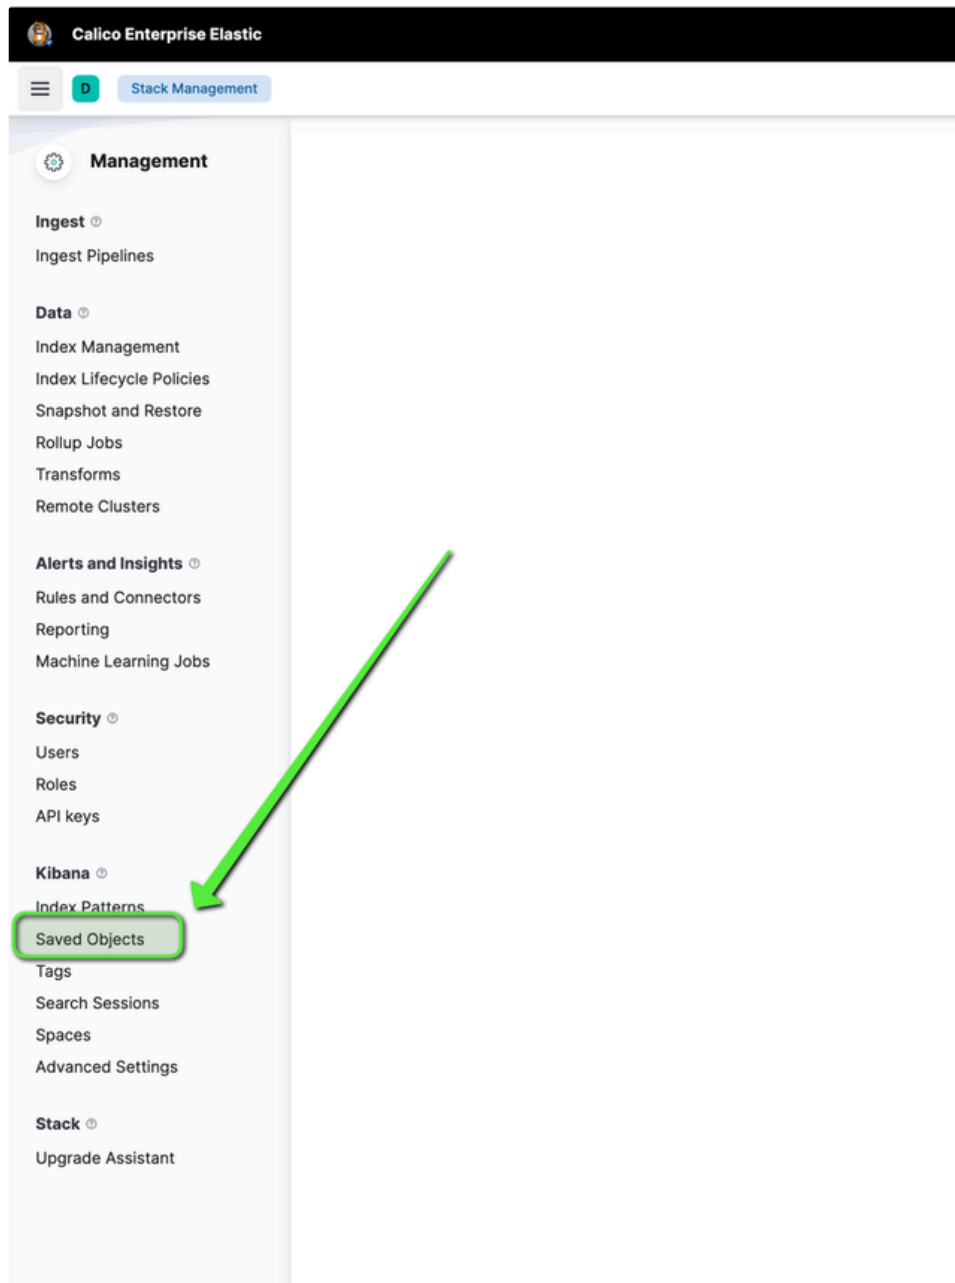 Calico Enterprise Elastic
D
Stack Management
Management
Ingest
Ingest Pipelines
Data
Index Management
Index Lifecycle Policies
Snapshot and Restore
Rollup Jobs
Transforms
Remote Clusters
Alerts and Insights
Rules and Connectors
Reporting
Machine Learning Jobs
Security
Users
Roles
API keys
Kibana
Index Patterns
Saved Objects
Tags
Search Sessions
Spaces
Advanced Settings
Stack
Upgrade Assistant